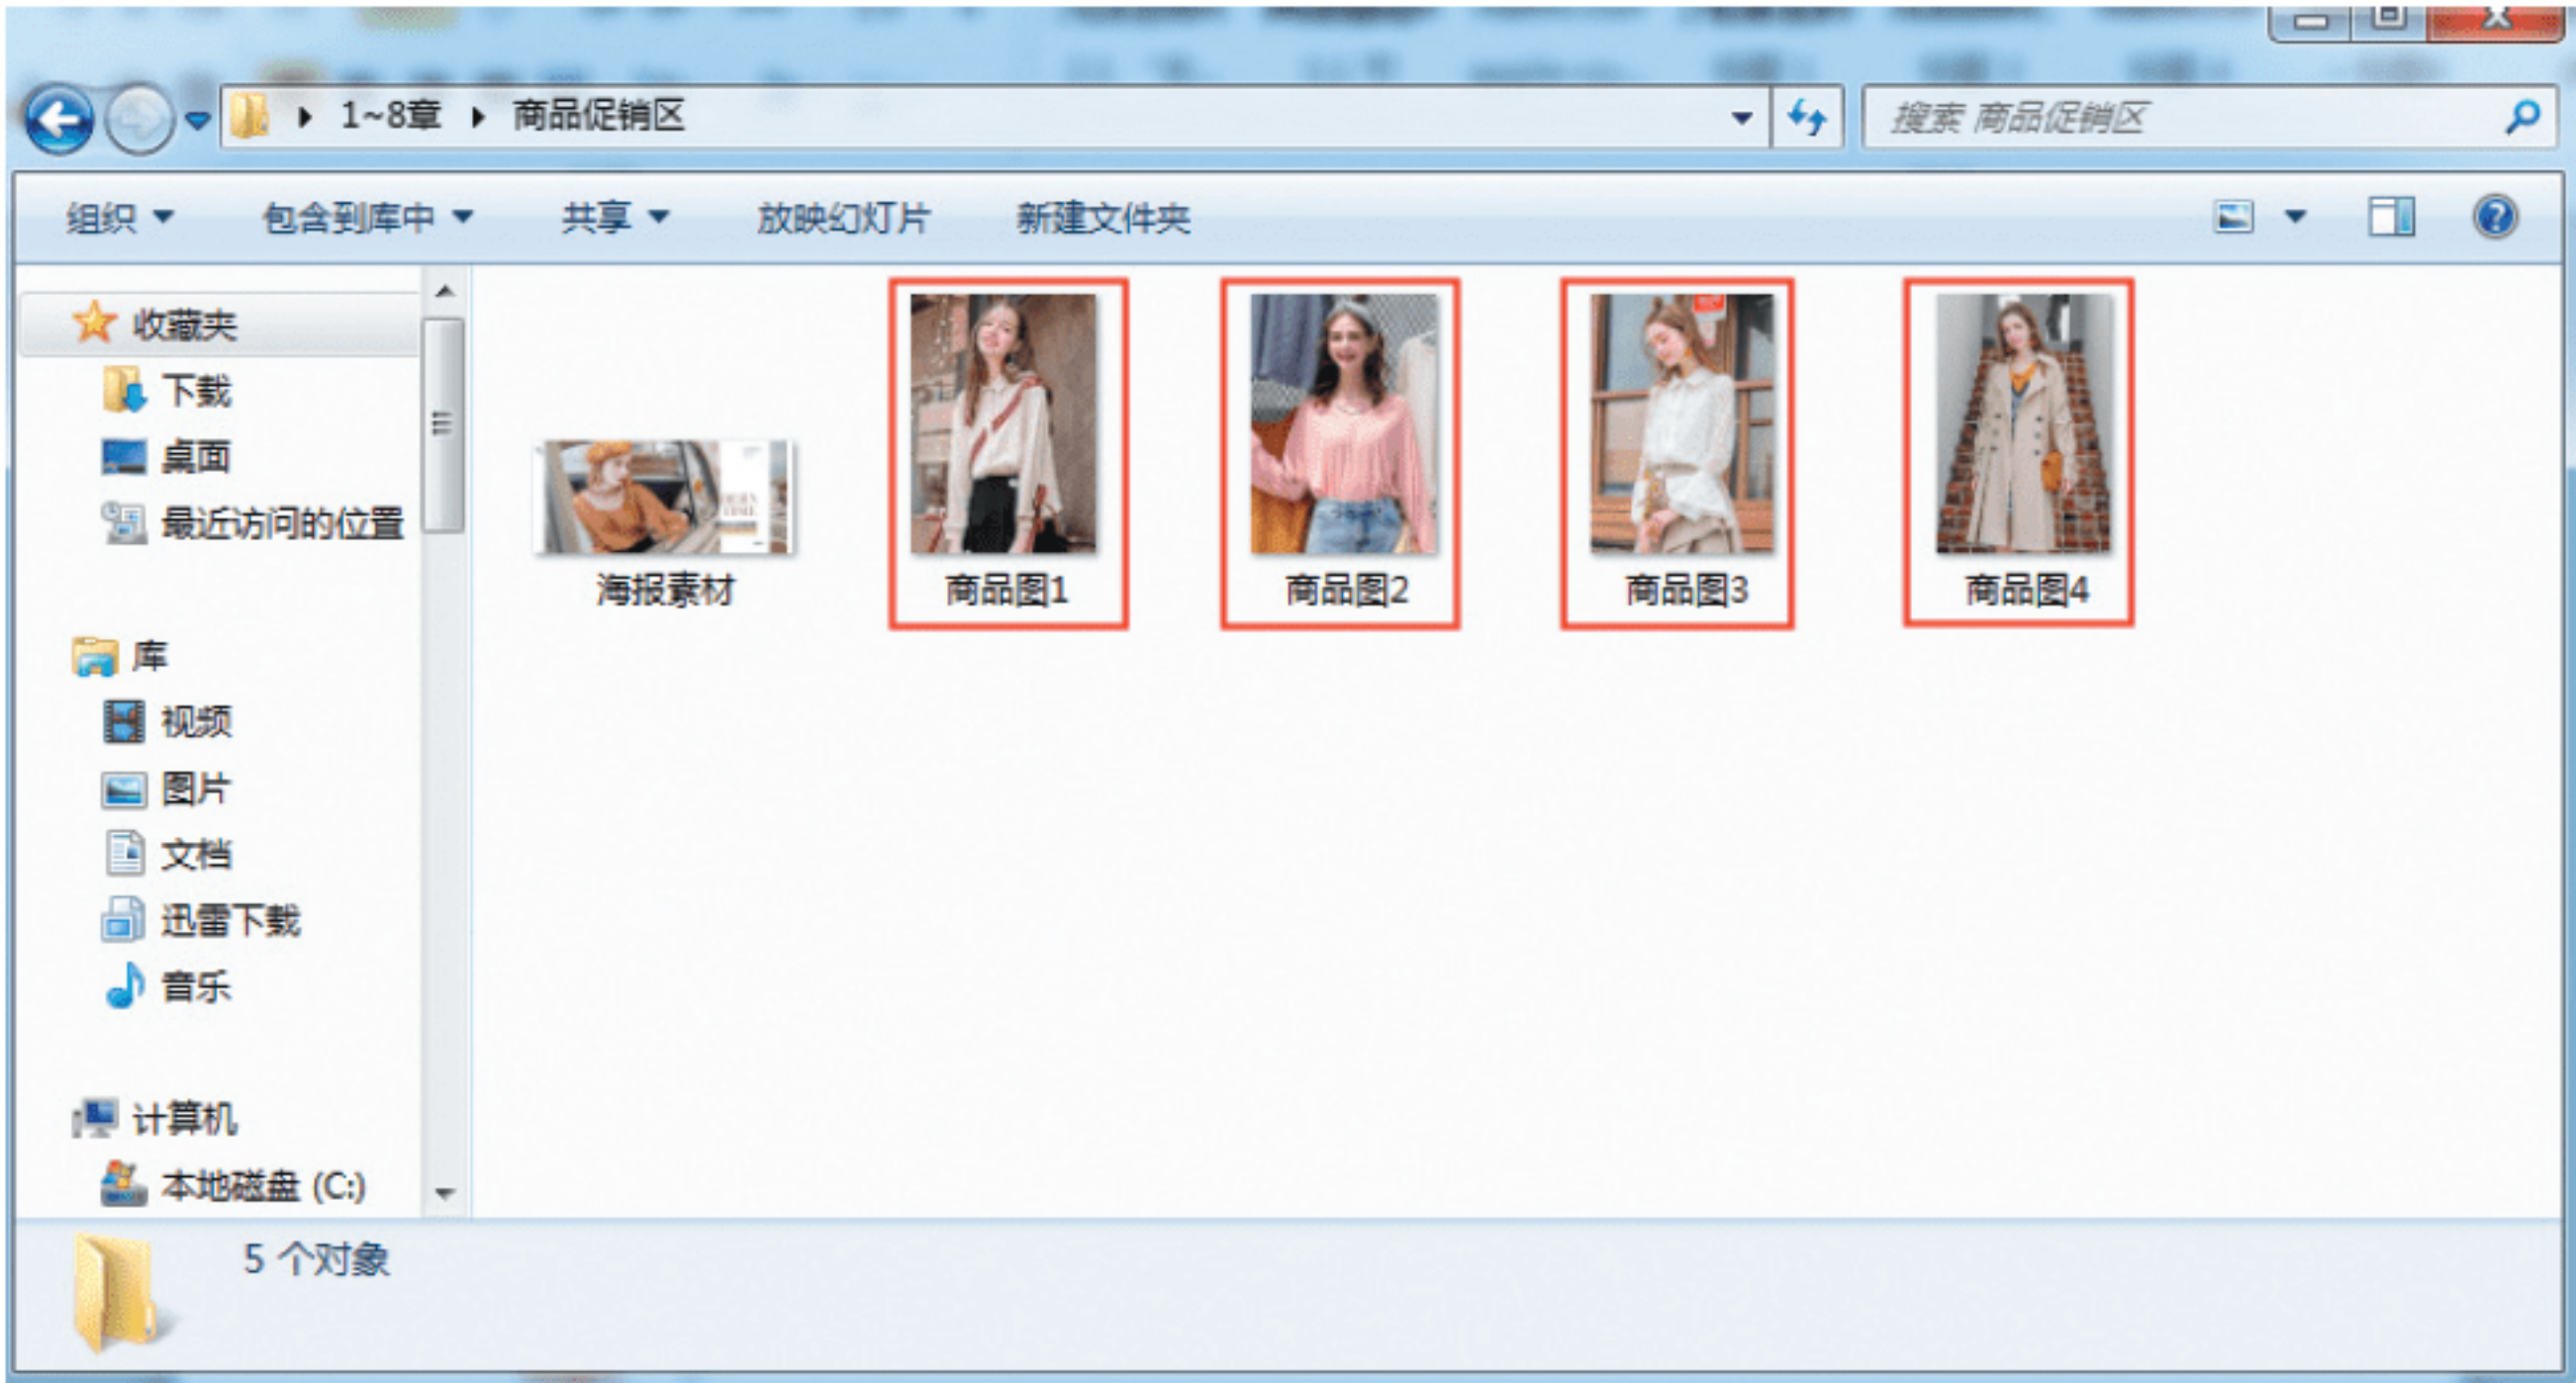 1~8章 商品促销区
搜索 商品促销区
组织 包含到库中 共享 放映幻灯片 新建文件夹
收藏夹
下载
桌面
最近访问的位置
库
视频
图片
文档
迅雷下载
音乐
计算机
本地磁盘 (C:)
海报素材
商品图1
商品图2
商品图3
商品图4
5 个对象